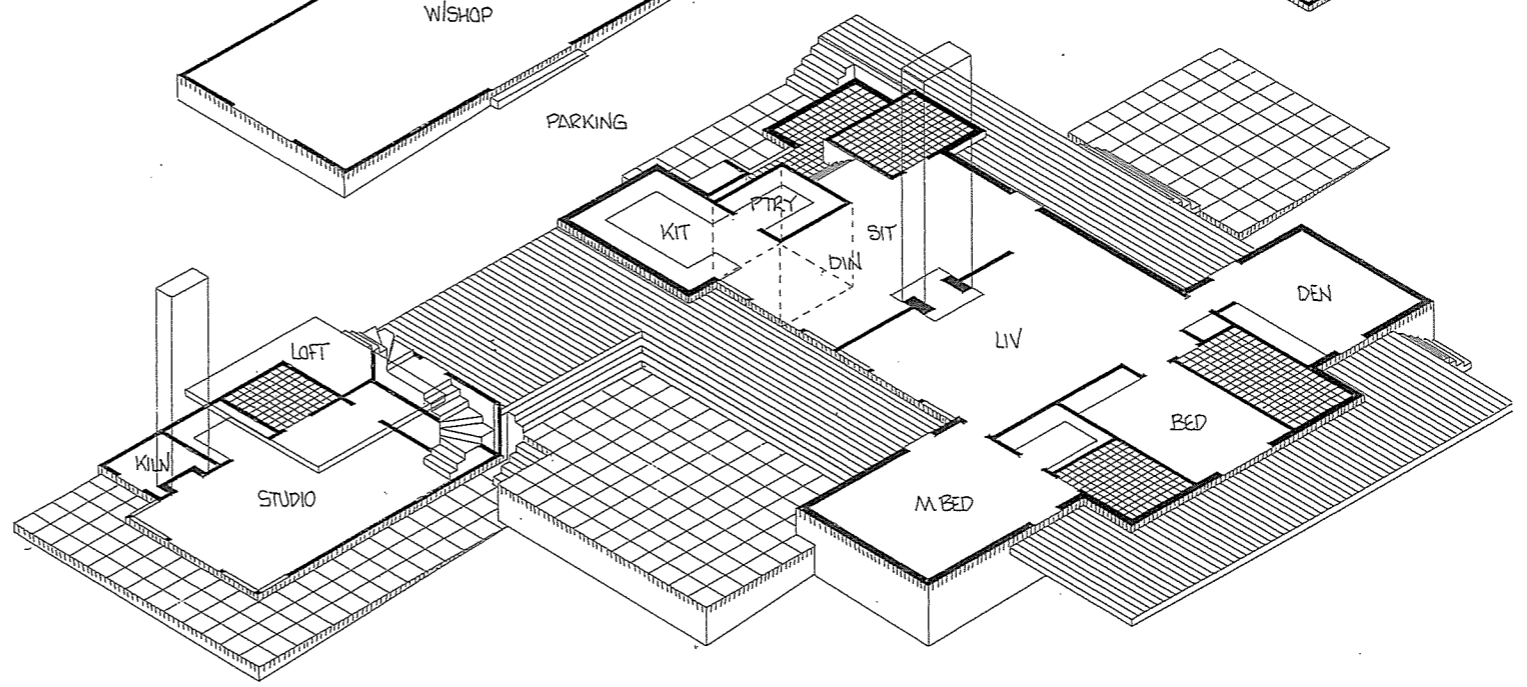 W/SHOP
PARKING
PTRY
KIT
SIT
DIN
DEN
LIV
LOFT
BED
KILN
STUDIO
M BED